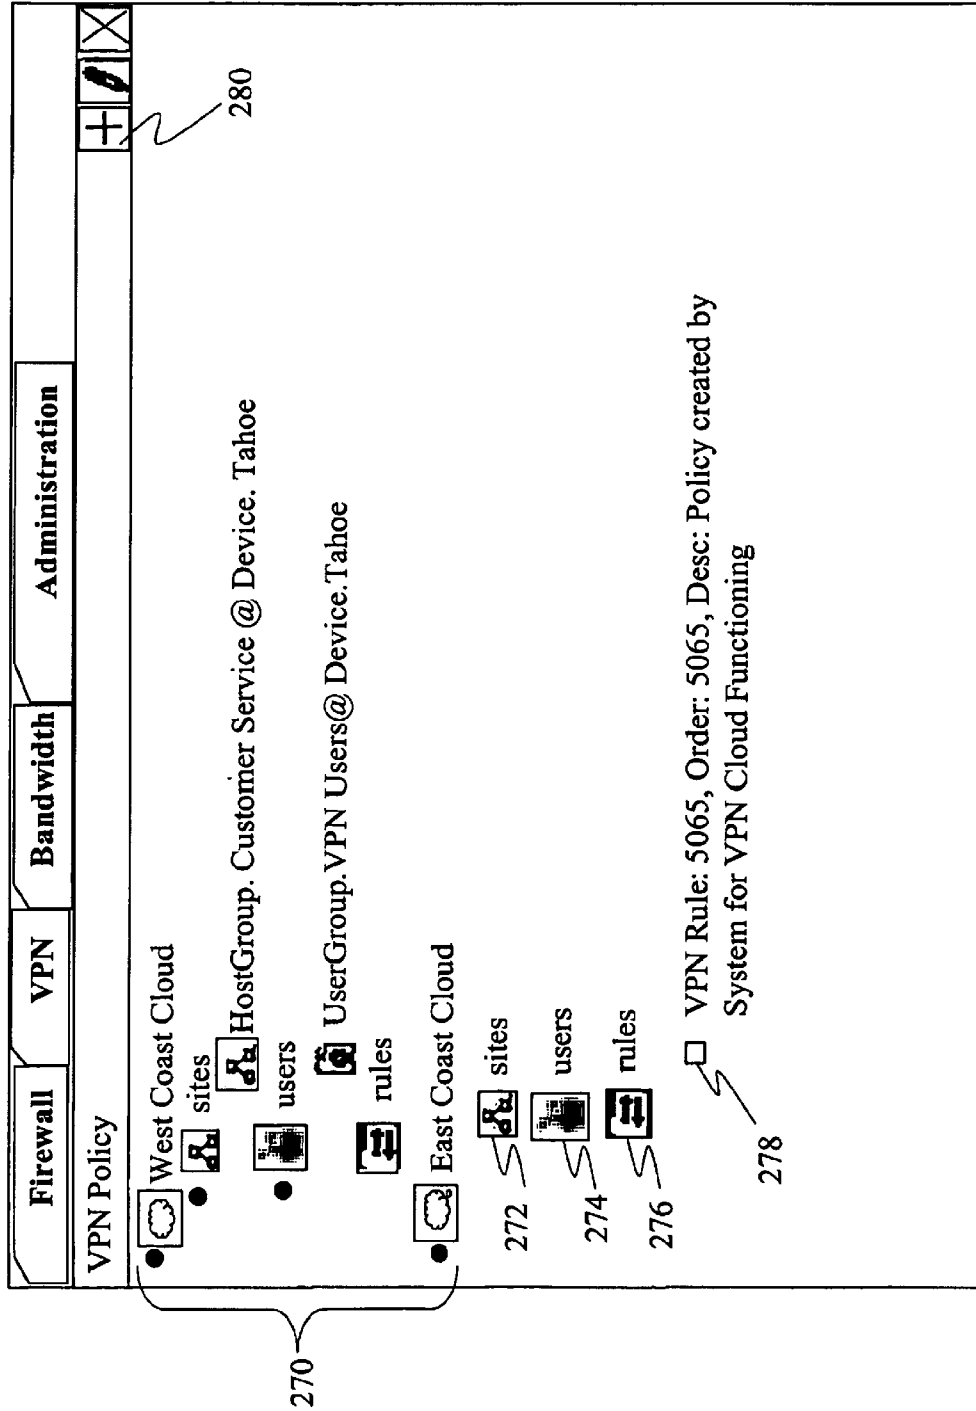 Firewall
VPN
Bandwidth
Administration
VPN Policy
280
West Coast Cloud
sites
HostGroup. Customer Service @ Device. Tahoe
users
UserGroup.VPN Users@ Device.Tahoe
rules
270
East Coast Cloud
272
sites
274
users
276
rules
278
VPN Rule: 5065, Order: 5065, Desc: Policy created by
System for VPN Cloud Functioning